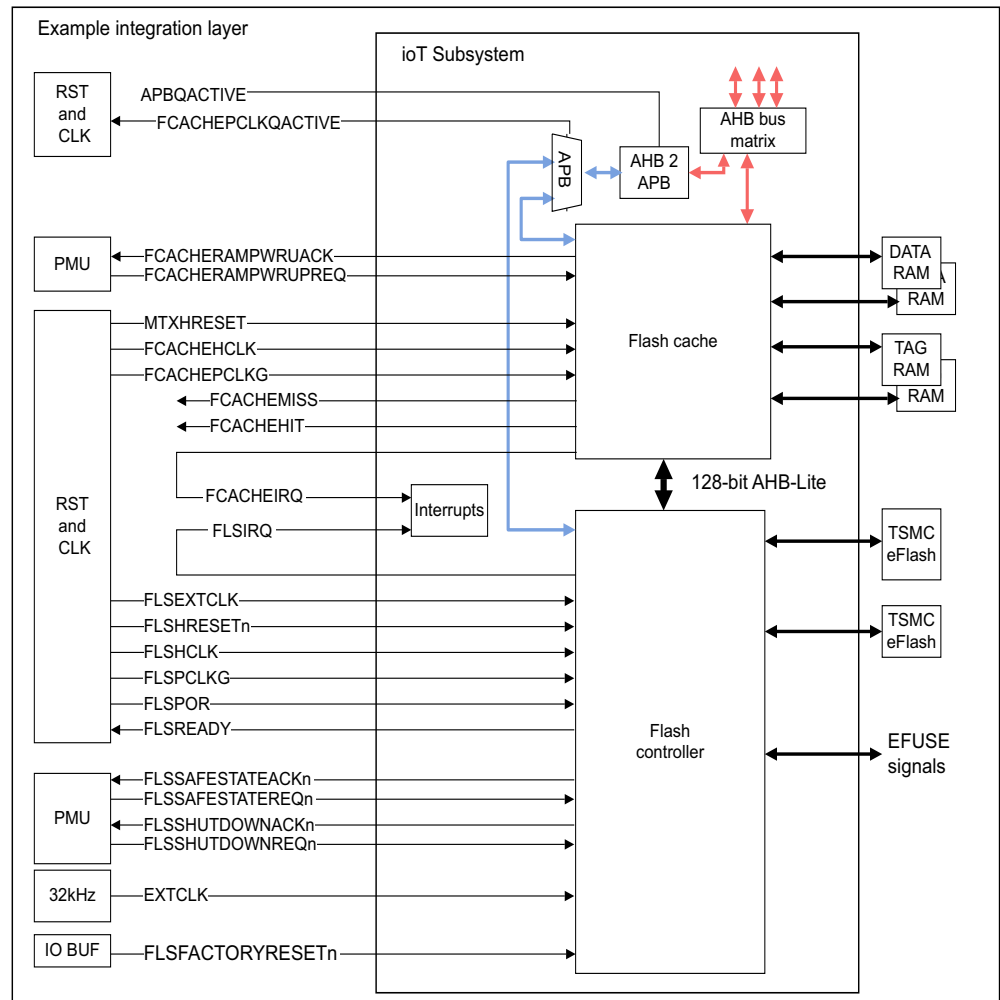 Example integration layer
ioT Subsystem
RST
and
CLK
APBQACTIVE
FCACHEPCLKQACTIVE
AHB bus
matrix
APB
AHB 2
APB
PMU
FCACHERAMPWRUACK
FCACHERAMPWRUPREQ
DATA
RAM
A
RAM
MTXHRESET
FCACHEHCLK
FCACHEPCLKG
FCACHEMISS
FCACHEHIT
Flash cache
TAG
RAM
RAM
128-bit AHB-Lite
RST
and
CLK
FCACHEIRQ
FLSIRQ
Interrupts
TSMC
eFlash
TSMC
eFlash
FLSEXTCLK
FLSHRESETn
FLSHCLK
FLSPCLKG
FLSPOR
FLSREADY
Flash
controller
EFUSE
signals
PMU
FLSSAFESTATEACKn
FLSSAFESTATEREQn
FLSSHUTDOWNACKn
FLSSHUTDOWNREQn
32kHz
EXTCLK
IO BUF
FLSFACTORYRESETn